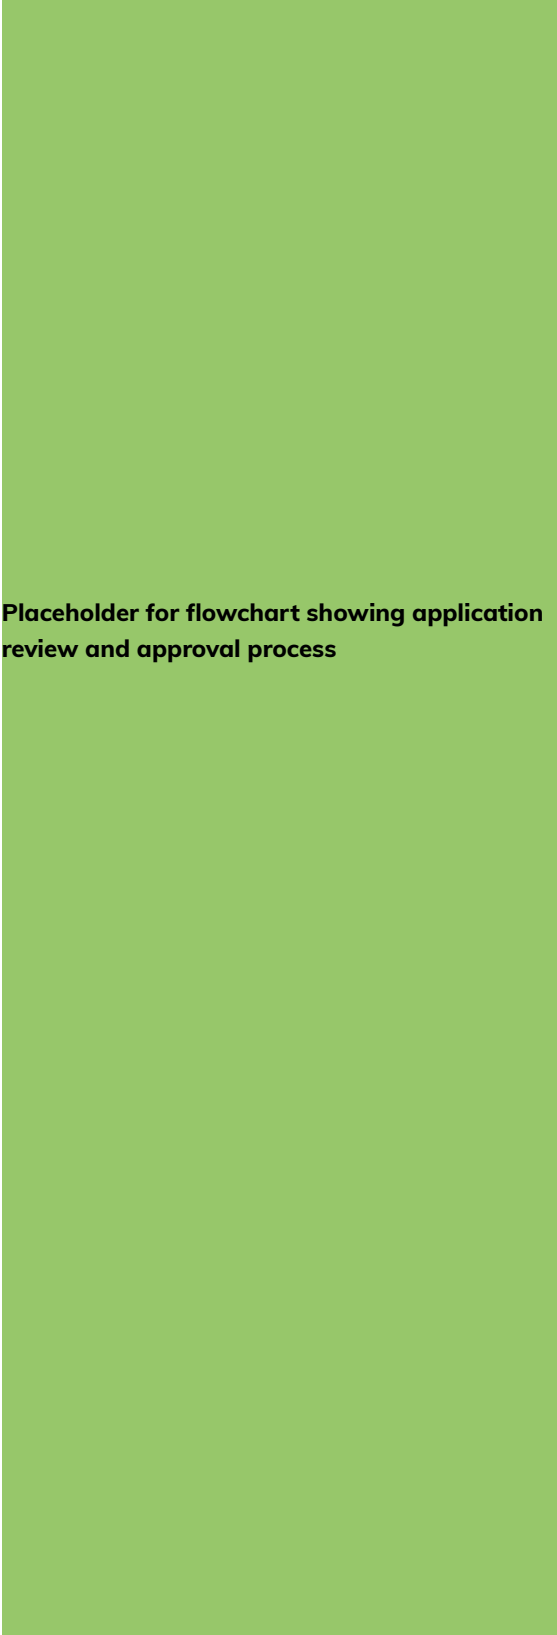 Placeholder for flowchart showing application
review and approval process